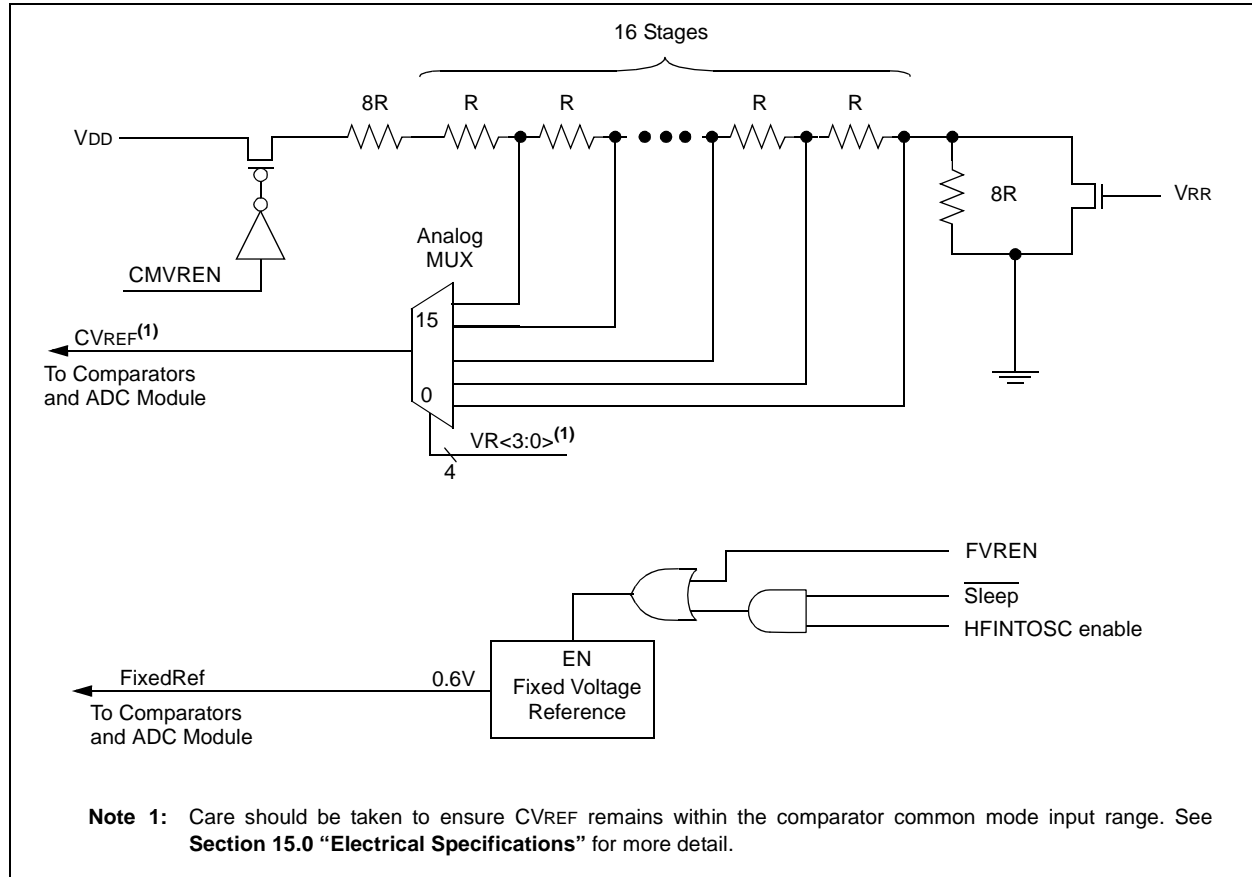 16 Stages
8R
R
R
R
R
VDD
8R
VRR
Analog
MUX
CMVREN
15
CVREF(1)
To Comparators
and ADC Module
0
VR<3:0>(1)
4
FVREN
Sleep
HFINTOSC enable
EN
FixedRef
0.6V
Fixed Voltage
Reference
To Comparators
and ADC Module
Note 1: Care should be taken to ensure CVREF remains within the comparator common mode input range. See
Section 15.0 “Electrical Specifications” for more detail.